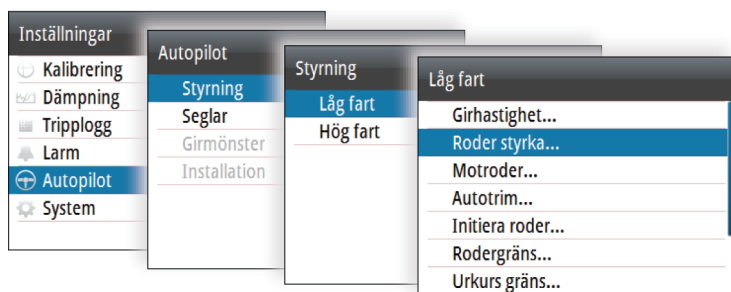 Inställningar
Kalibrering
Dämpning
Tripplogg
Larm
Autopilot
System
Autopilot
Styrning
Seglar
Girmönster
Installation
Styrning
Låg fart
Hög fart
Låg fart
Girhastighet...
Roder styrka...
Motroder...
Autotrim...
Initiera roder...
Rodergräns...
Urkurs gräns...